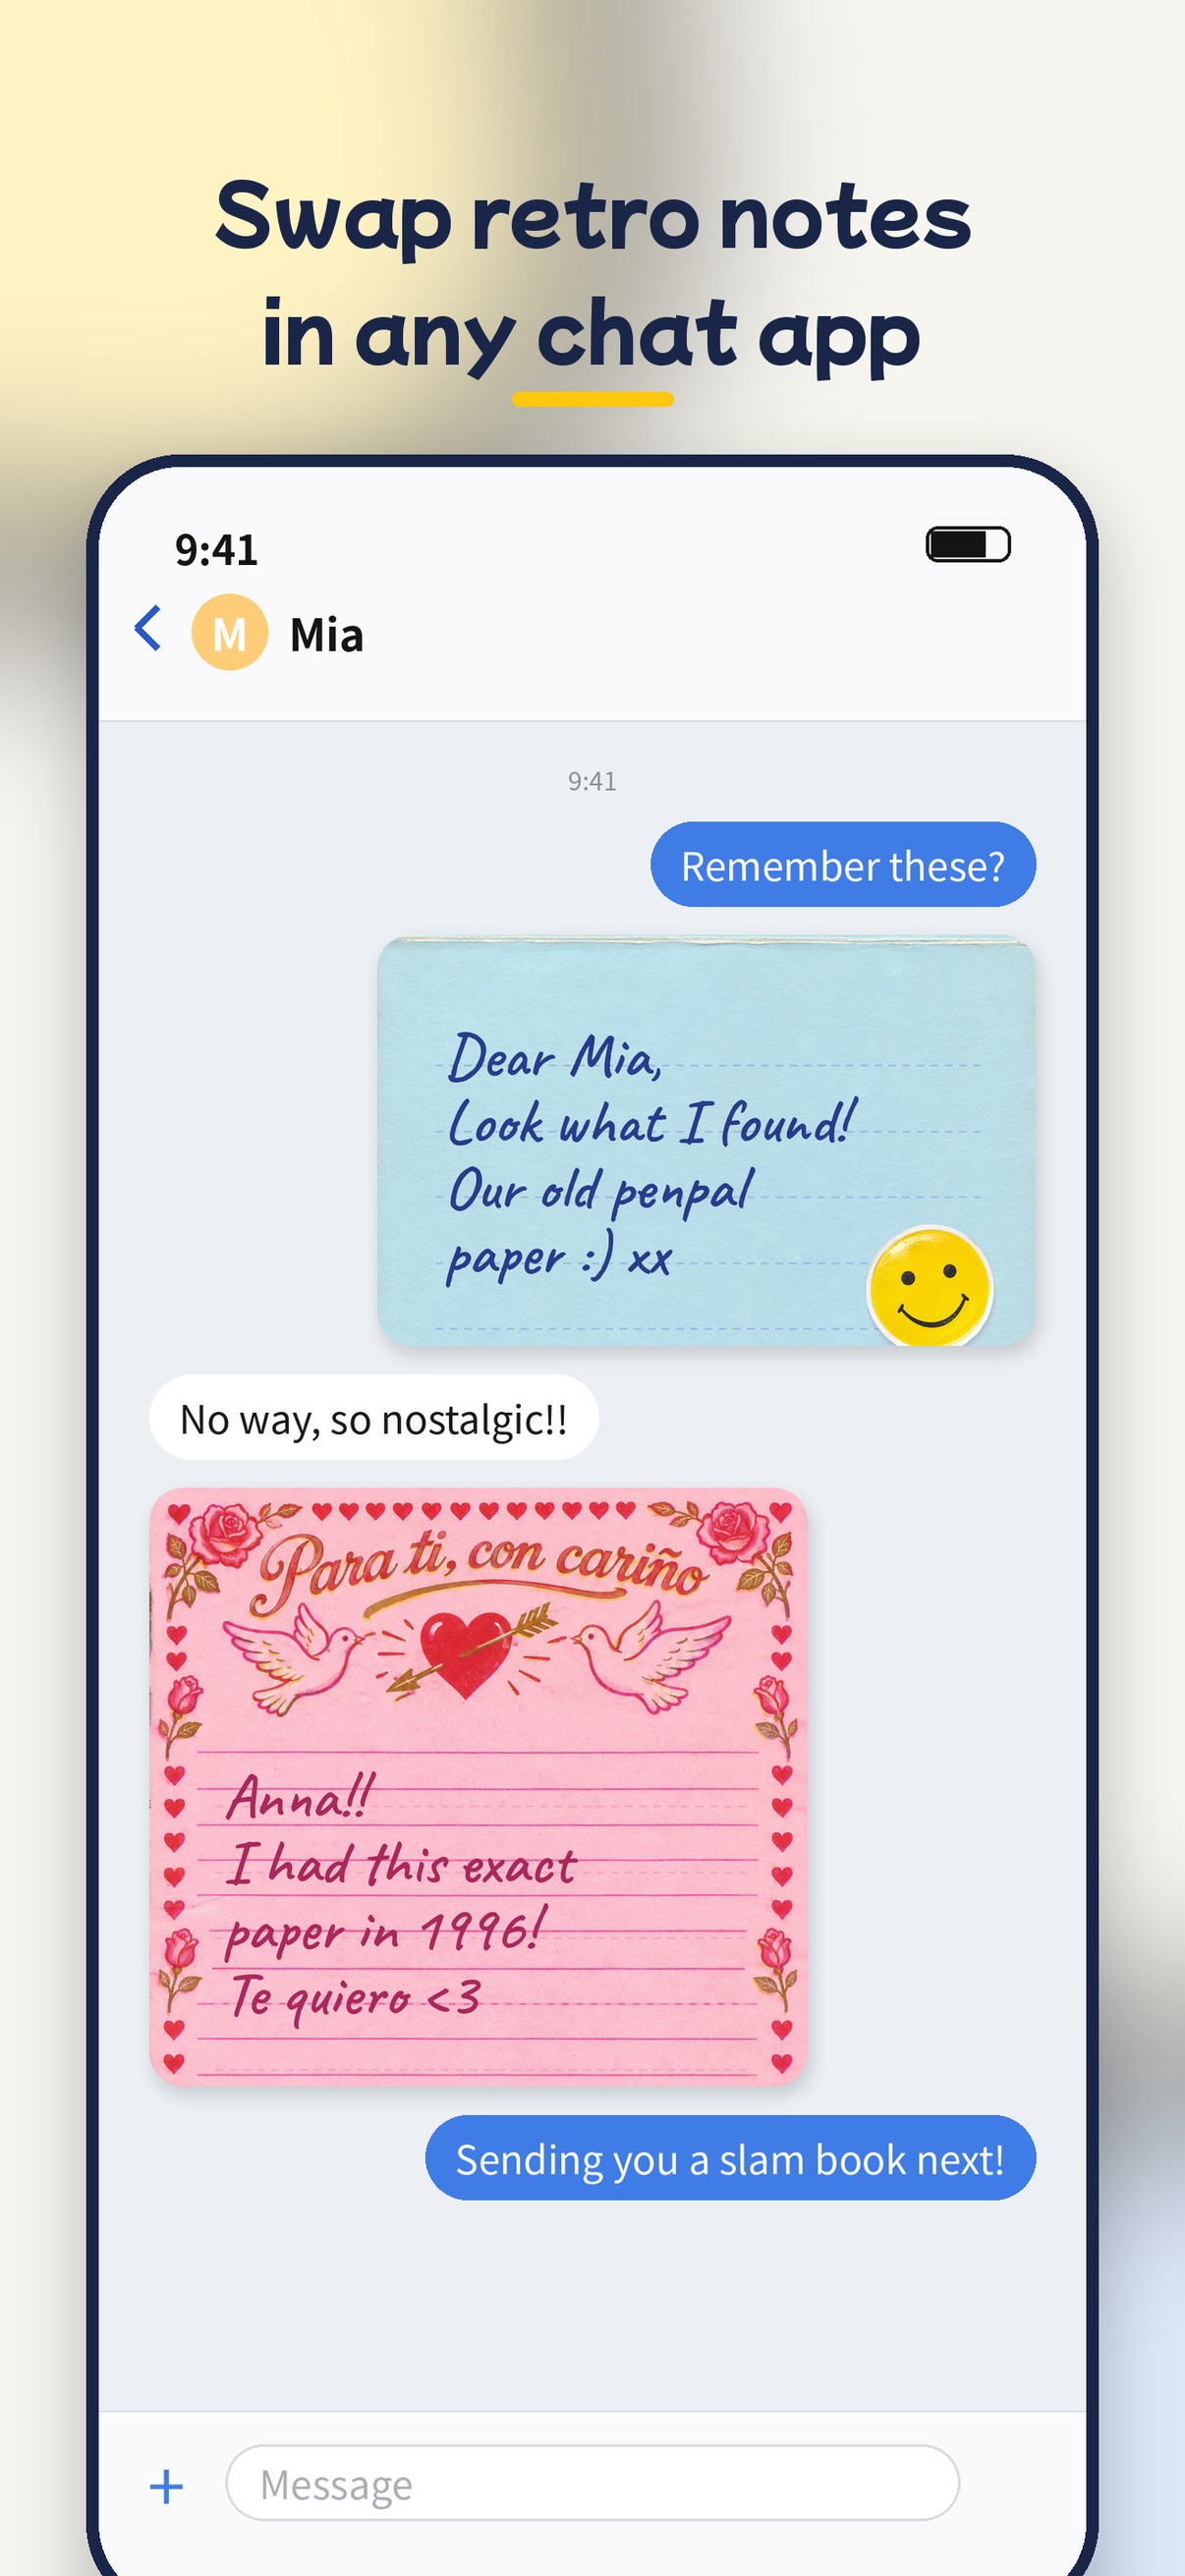 Swap retro notes
in any chat app
9:41
M Mia
9:41
Remember these?
Dear Mia,
Look what I found!
Our old penpal
paper :) xx
No way, so nostalgic!!
Para ti, con cariño
Anna!!
I had this exact
paper in 1996!
Te quiero <3
Sending you a slam book next!
+ Message